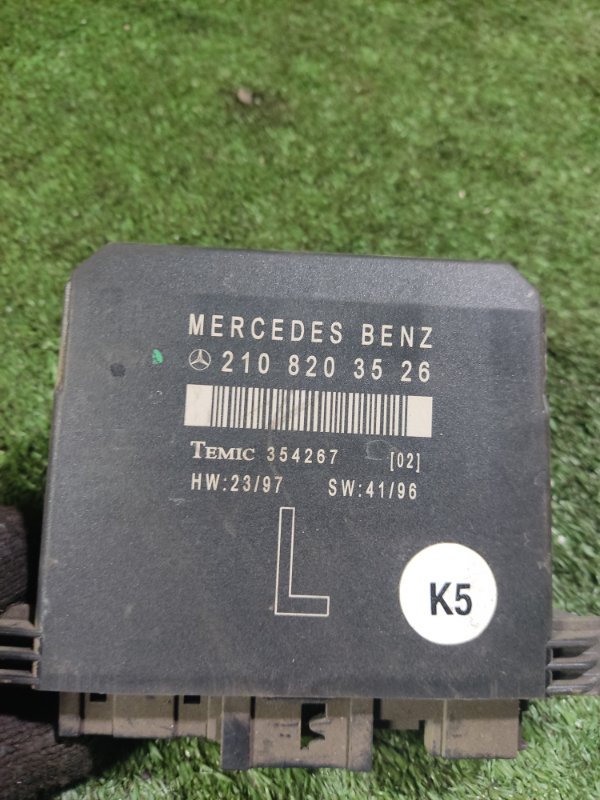 MERCEDES BENZ
210 820 35 26
TEMIC 354267 [02]
HW:23/97 SW:41/96
L
K5